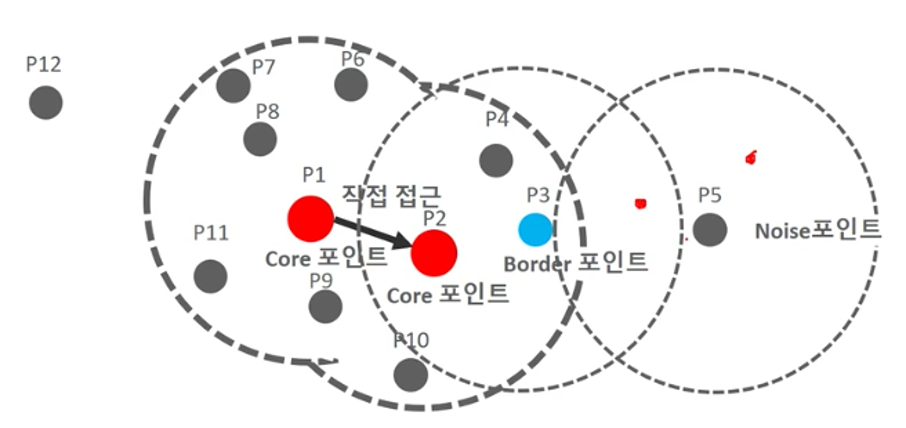 P12
P7
P6
P8
P4
P1
직접 접근
P2
P3
P5
P11
Core 포인트
Border 포인트
Noise포인트
P9
Core 포인트
P10